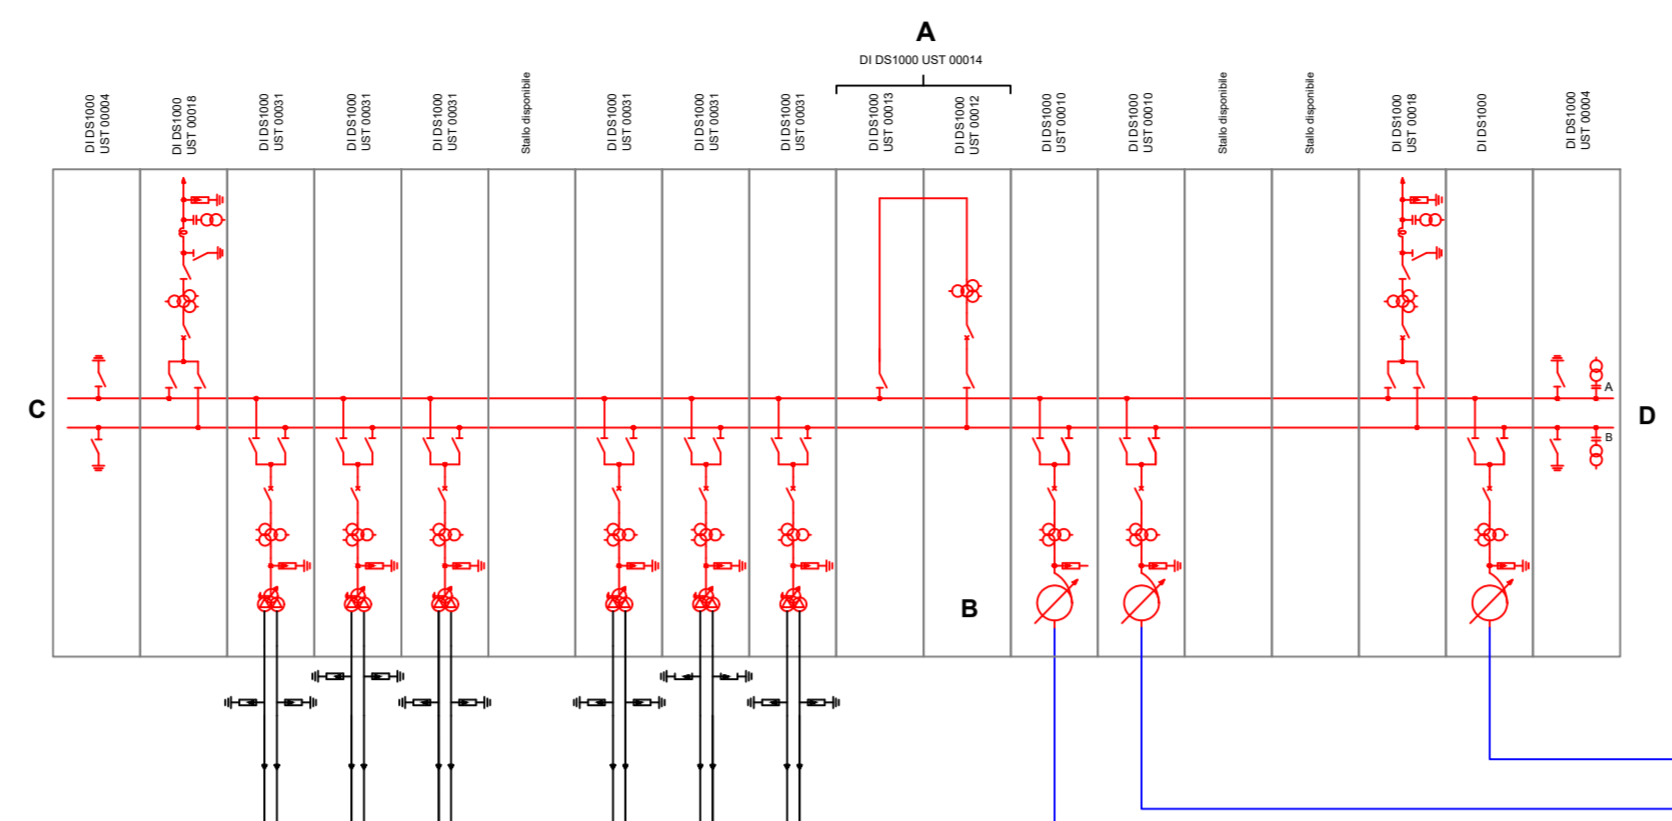 A
DI DS1000 UST 00014
DI DS1000
UST 00004
DI DS1000
UST 00018
DI DS1000
UST 00031
DI DS1000
UST 00031
DI DS1000
UST 00031
Stallo disponibile
DI DS1000
UST 00031
DI DS1000
UST 00031
DI DS1000
UST 00031
DI DS1000
UST 00013
DI DS1000
UST 00012
DI DS1000
UST 00010
DI DS1000
UST 00010
Stallo disponibile
Stallo disponibile
DI DS1000
UST 00018
DI DS1000
DI DS1000
UST 00004
A
C
D
B
B